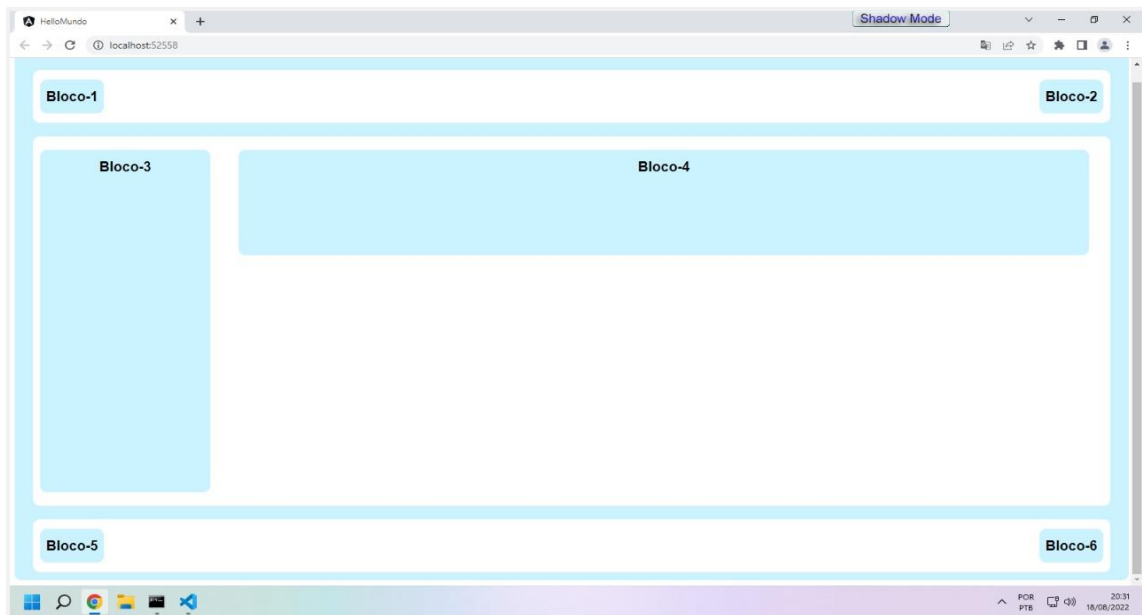 HelloMundo
Shadow Mode
localhost:52558
Bloco-1
Bloco-2
Bloco-3
Bloco-4
Bloco-5
Bloco-6
POR
PTB
20:31
18/08/2022